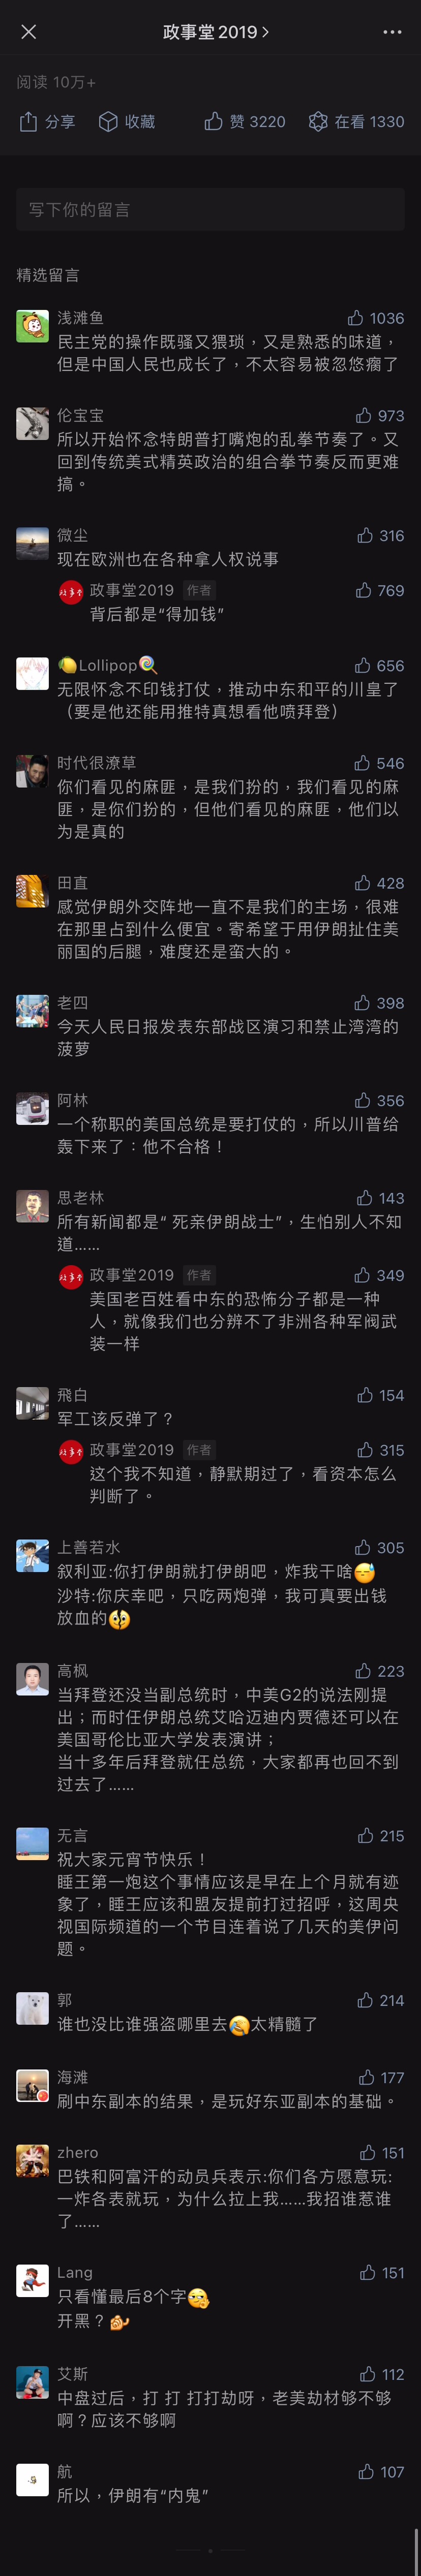 政事堂2019
阅读 10万+
分享
收藏
赞 3220
在看 1330
写下你的留言
精选留言
浅滩鱼
1036
民主党的操作既骚又猥琐，又是熟悉的味道，
但是中国人民也成长了，不太容易被忽悠瘸了
伦宝宝
973
所以开始怀念特朗普打嘴炮的乱拳节奏了。又
回到传统美式精英政治的组合拳节奏反而更难
搞。
微尘
316
现在欧洲也在各种拿人权说事
政事堂2019 作者
769
背后都是“得加钱”
🍋Lollipop🍭
656
无限怀念不印钱打仗，推动中东和平的川皇了
（要是他还能用推特真想看他喷拜登）
时代很潦草
546
你们看见的麻匪，是我们扮的，我们看见的麻
匪，是你们扮的，但他们看见的麻匪，他们以
为是真的
田直
428
感觉伊朗外交阵地一直不是我们的主场，很难
在那里占到什么便宜。寄希望于用伊朗扯住美
丽国的后腿，难度还是蛮大的。
老四
398
今天人民日报发表东部战区演习和禁止湾湾的
菠萝
阿林
356
一个称职的美国总统是要打仗的，所以川普给
轰下来了：他不合格！
思老林
143
所有新闻都是“ 死亲伊朗战士”，生怕别人不知
道……
政事堂2019 作者
349
美国老百姓看中东的恐怖分子都是一种
人，就像我们也分辨不了非洲各种军阀武
装一样
飛白
154
军工该反弹了？
政事堂2019 作者
315
这个我不知道，静默期过了，看资本怎么
判断了。
上善若水
305
叙利亚:你打伊朗就打伊朗吧，炸我干啥😅
沙特:你庆幸吧，只吃两炮弹，我可真要出钱
放血的
高枫
223
当拜登还没当副总统时，中美G2的说法刚提
出；而时任伊朗总统艾哈迈迪内贾德还可以在
美国哥伦比亚大学发表演讲；
当十多年后拜登就任总统，大家都再也回不到
过去了……
无言
215
祝大家元宵节快乐！
睡王第一炮这个事情应该是早在上个月就有迹
象了，睡王应该和盟友提前打过招呼，这周央
视国际频道的一个节目连着说了几天的美伊问
题。
郭
214
谁也没比谁强盗哪里去🤣太精髓了
海滩
177
刷中东副本的结果，是玩好东亚副本的基础。
zhero
151
巴铁和阿富汗的动员兵表示:你们各方愿意玩:
一炸各表就玩，为什么拉上我……我招谁惹谁
了……
Lang
151
只看懂最后8个字
开黑？
艾斯
112
中盘过后，打 打 打打劫呀，老美劫材够不够
啊？应该不够啊
航
107
所以，伊朗有“内鬼”